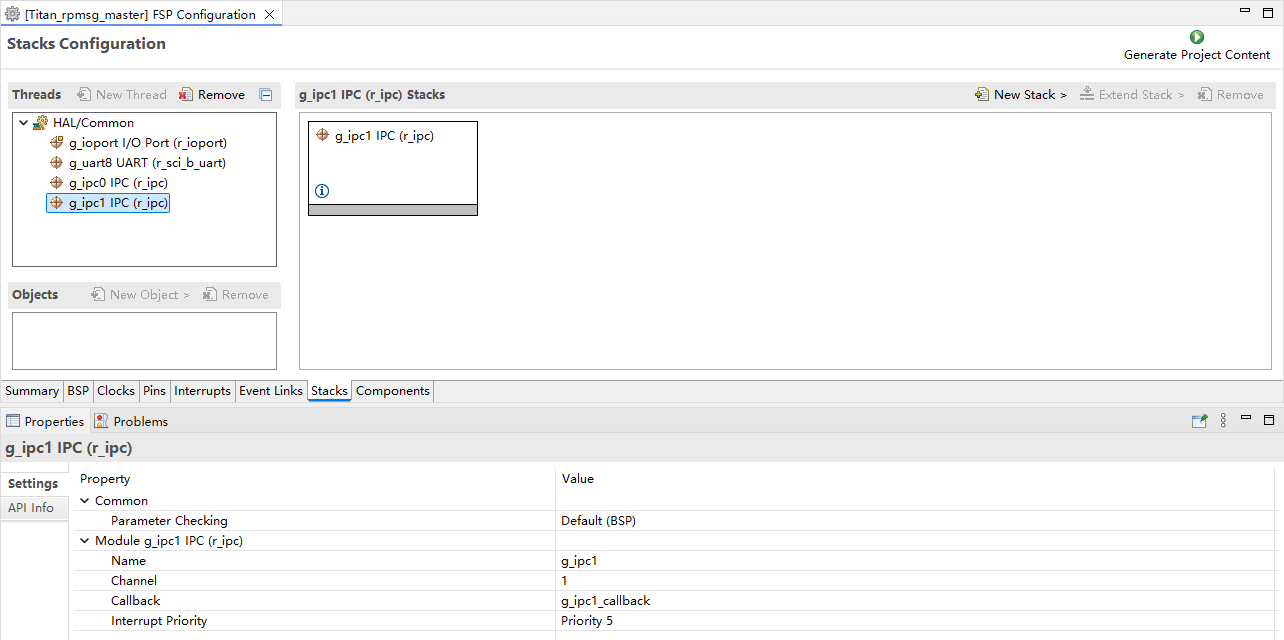 [Titan_rpmsg_master] FSP Configuration
Stacks Configuration
Generate Project Content
Threads New Thread Remove
g_ipc1 IPC (r_ipc) Stacks New Stack > Extend Stack > Remove
HAL/Common
g_ioport I/O Port (r_ioport)
g_uart8 UART (r_sci_b_uart)
g_ipc0 IPC (r_ipc)
g_ipc1 IPC (r_ipc)
g_ipc1 IPC (r_ipc)
Objects New Object > Remove
Summary BSP Clocks Pins Interrupts Event Links Stacks Components
Properties Problems
g_ipc1 IPC (r_ipc)
Settings
API Info
Property Value
Common
Parameter Checking Default (BSP)
Module g_ipc1 IPC (r_ipc)
Name g_ipc1
Channel 1
Callback g_ipc1_callback
Interrupt Priority Priority 5